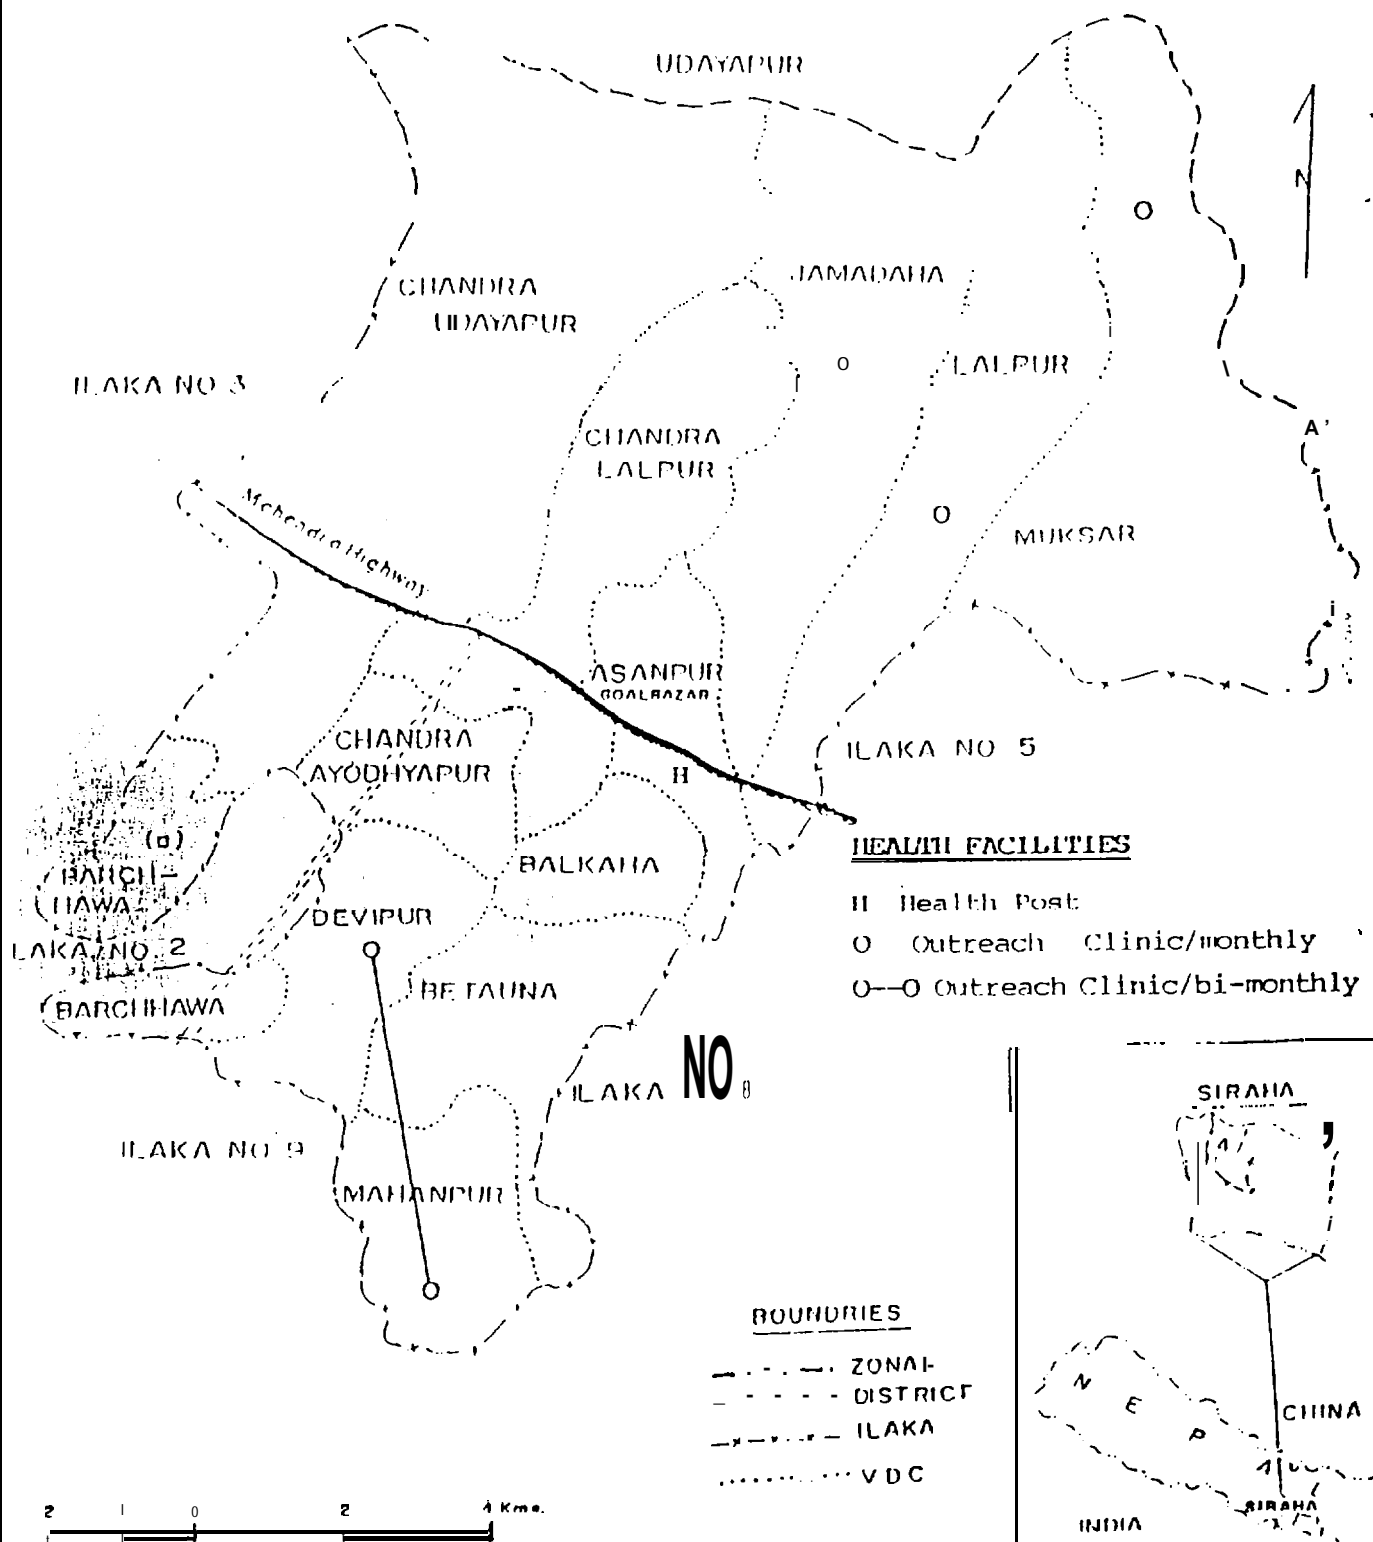 UDAYAPUR
N
CHANDRA
UDAYAPUR
JAMADAHA
ILAKA NO 3
O
LALPUR
CHANDRA
LALPUR
A'
Mehendra Highway
O
MUKSAR
ASANPUR
GOALBAZAR
CHANDRA
AYODHYAPUR
H
ILAKA NO 5
(o)
BARCH-
HAWA
BALKAHA
DEVIPUR
LAKA NO 2
BARCHHAWA
BETAUNA
HEALTH FACILITIES
H Health Post
O Outreach Clinic/monthly
O--O Outreach Clinic/bi-monthly
ILAKA NO 8
ILAKA NO 9
MAHANPUR
SIRAHA
BOUNDRIES
ZONAL
DISTRICT
ILAKA
VDC
N E P
CHINA
SIRAHA
INDIA
2 1 0 2 4 Kms.